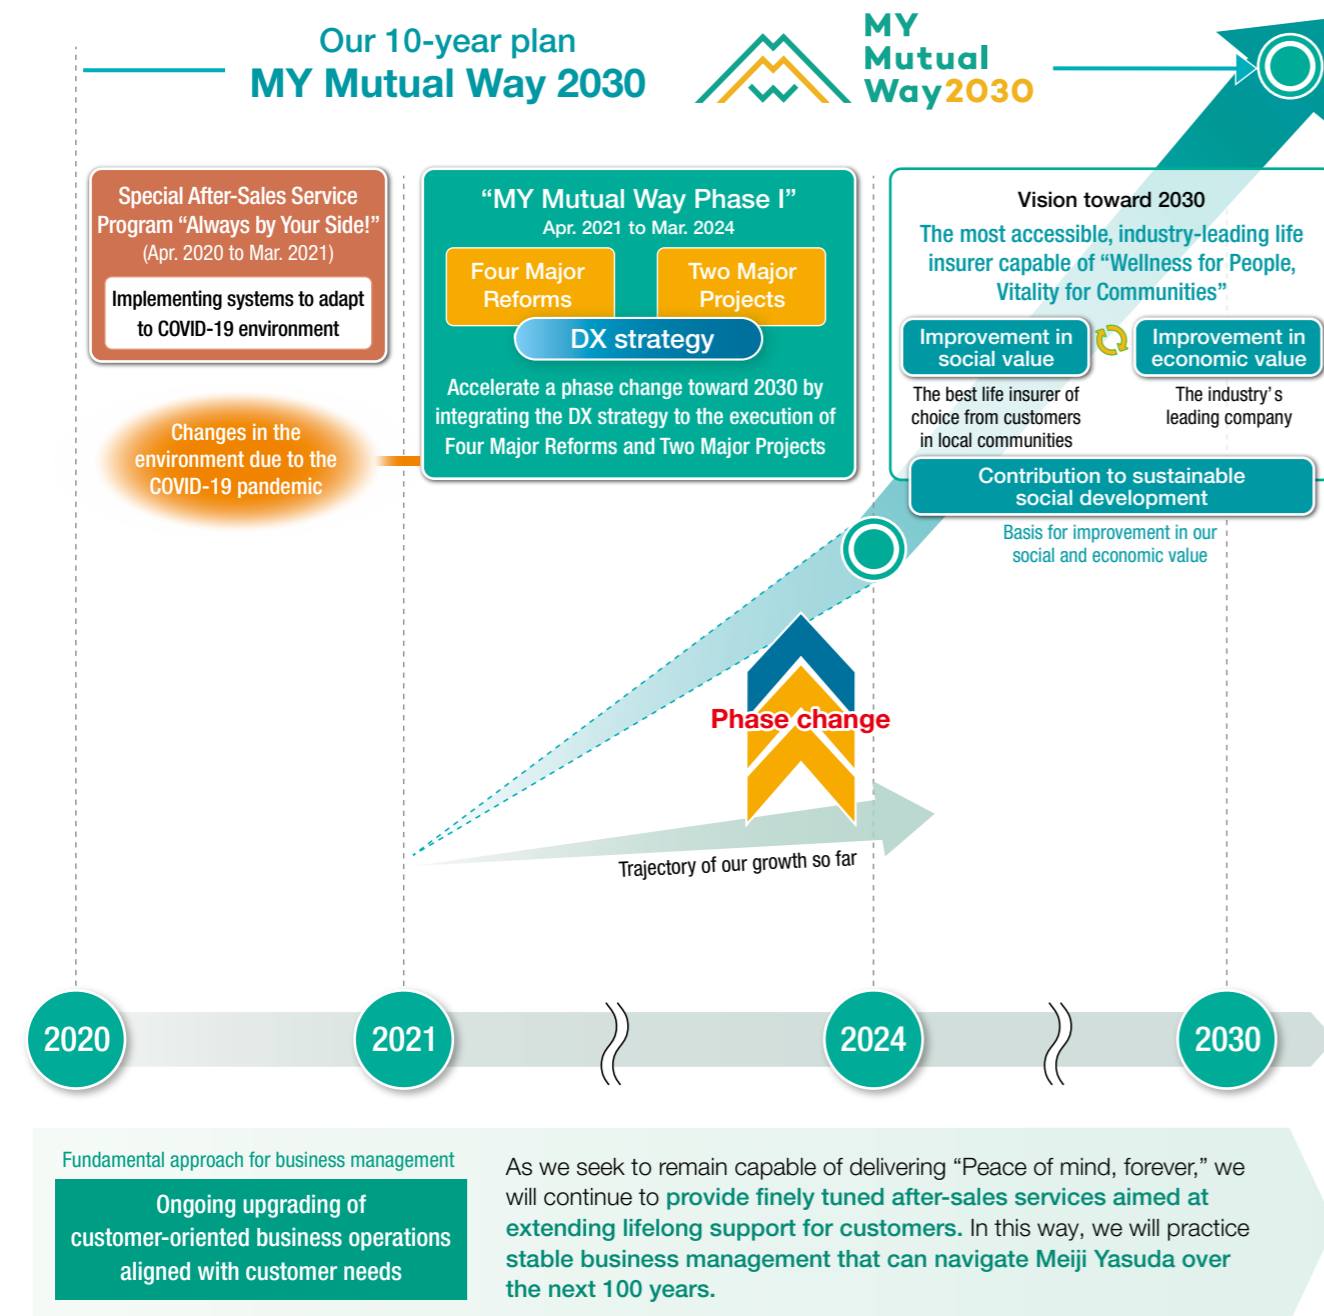 Our 10-year plan
MY Mutual Way 2030
MY
Mutual
Way2030
Special After-Sales Service
Program “Always by Your Side!”
(Apr. 2020 to Mar. 2021)
Implementing systems to adapt
to COVID-19 environment
Changes in the
environment due to the
COVID-19 pandemic
“MY Mutual Way Phase I”
Apr. 2021 to Mar. 2024
Four Major
Reforms
Two Major
Projects
DX strategy
Accelerate a phase change toward 2030 by
integrating the DX strategy to the execution of
Four Major Reforms and Two Major Projects
Vision toward 2030
The most accessible, industry-leading life
insurer capable of “Wellness for People,
Vitality for Communities”
Improvement in
social value
Improvement in
economic value
The best life insurer of
choice from customers
in local communities
The industry’s
leading company
Contribution to sustainable
social development
Basis for improvement in our
social and economic value
Phase change
Trajectory of our growth so far
2020
2021
2024
2030
Fundamental approach for business management
Ongoing upgrading of
customer-oriented business operations
aligned with customer needs
As we seek to remain capable of delivering “Peace of mind, forever,” we
will continue to provide finely tuned after-sales services aimed at
extending lifelong support for customers. In this way, we will practice
stable business management that can navigate Meiji Yasuda over
the next 100 years.